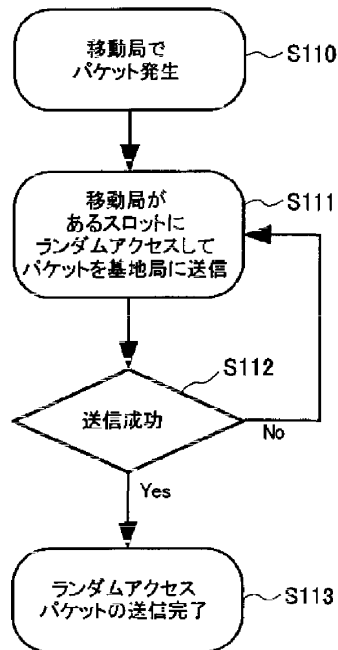 移動局で
パケット発生
S110
移動局が
あるスロットに
ランダムアクセスして
パケットを基地局に送信
S111
送信成功
S112
No
Yes
ランダムアクセス
パケットの送信完了
S113